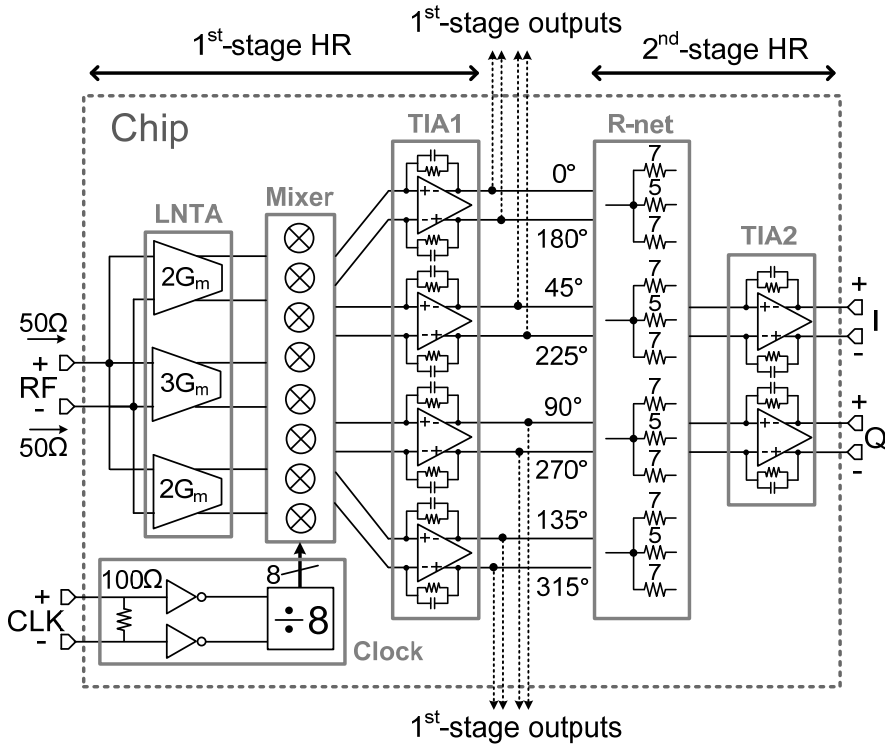 1st-stage outputs
1st-stage HR
2nd-stage HR
Chip
TIA1
R-net
Mixer
LNTA
TIA2
2Gm
3Gm
2Gm
50Ω
+
RF
-
50Ω
0°
180°
45°
225°
90°
270°
135°
315°
7
5
7
7
5
7
7
5
7
7
5
7
+
I
-
+
Q
-
+
CLK
-
100Ω
8
÷8
Clock
1st-stage outputs